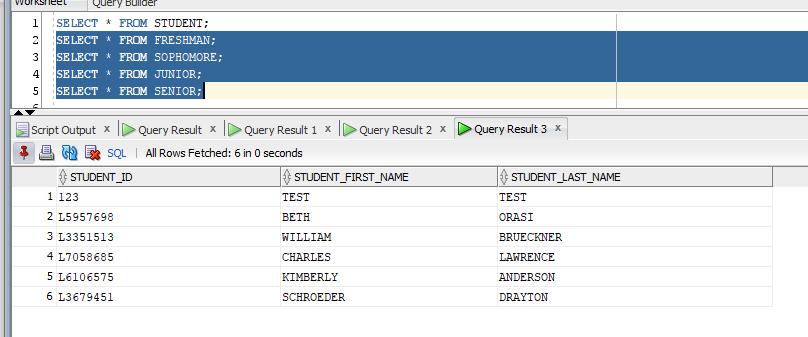 Worksheet Query Builder
1 SELECT * FROM STUDENT;
2 SELECT * FROM FRESHMAN;
3 SELECT * FROM SOPHOMORE;
4 SELECT * FROM JUNIOR;
5 SELECT * FROM SENIOR;
6
Script Output x Query Result x Query Result 1 x Query Result 2 x Query Result 3 x
SQL | All Rows Fetched: 6 in 0 seconds
STUDENT_ID STUDENT_FIRST_NAME STUDENT_LAST_NAME
1 123 TEST TEST
2 L5957698 BETH ORASI
3 L3351513 WILLIAM BRUECKNER
4 L7058685 CHARLES LAWRENCE
5 L6106575 KIMBERLY ANDERSON
6 L3679451 SCHROEDER DRAYTON